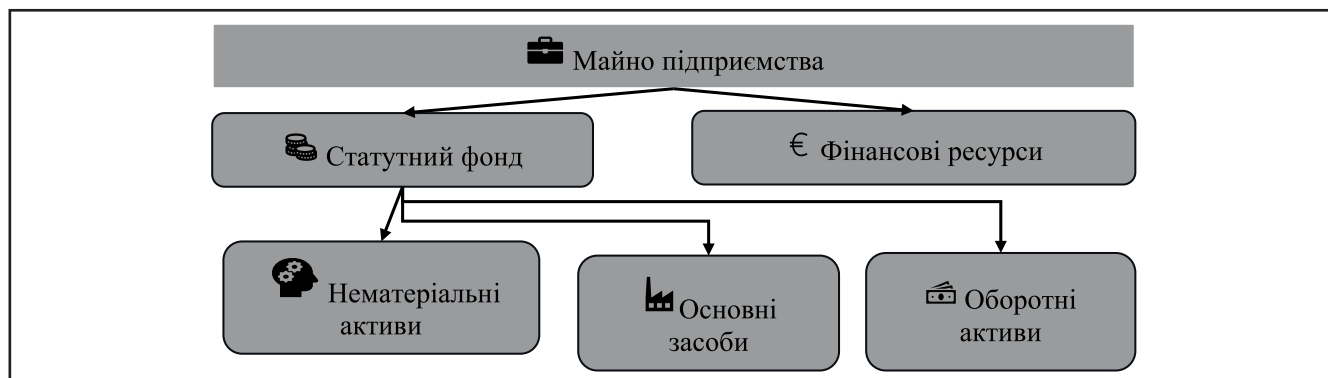 Майно підприємства
Статутний фонд
€ Фінансові ресурси
Нематеріальні
активи
Основні
засоби
Оборотні
активи